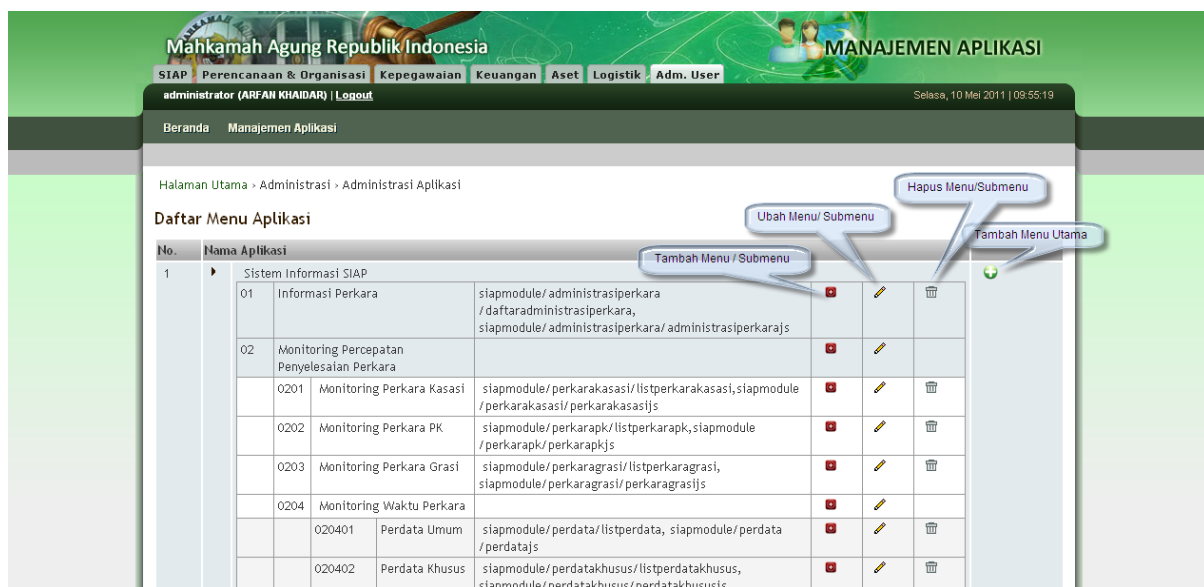 Mahkamah Agung Republik Indonesia
MANAJEMEN APLIKASI
SIAP Perencanaan & Organisasi Kepegawaian Keuangan Aset Logistik Adm. User
administrator (ARFAN KHAIDAR) | Logout
Selasa, 10 Mei 2011 | 09:55:19
Beranda Manajemen Aplikasi
Halaman Utama › Administrasi › Administrasi Aplikasi
Hapus Menu/Submenu
Daftar Menu Aplikasi
Ubah Menu/ Submenu
Tambah Menu Utama
No. Nama Aplikasi
Tambah Menu / Submenu
1 Sistem Informasi SIAP
01 Informasi Perkara siapmodule/administrasiperkara
/daftaradministrasiperkara,
siapmodule/administrasiperkara/administrasiperkarajs
02 Monitoring Percepatan
Penyelesaian Perkara
0201 Monitoring Perkara Kasasi siapmodule/perkarakasasi/listperkarakasasi,siapmodule
/perkarakasasi/perkarakasasijs
0202 Monitoring Perkara PK siapmodule/perkarapk/listperkarapk,siapmodule
/perkarapk/perkarapkjs
0203 Monitoring Perkara Grasi siapmodule/perkaragrasi/listperkaragrasi,
siapmodule/perkaragrasi/perkaragrasijs
0204 Monitoring Waktu Perkara
020401 Perdata Umum siapmodule/perdata/listperdata, siapmodule/perdata
/perdatajs
020402 Perdata Khusus siapmodule/perdatakhusus/listperdatakhusus,
siapmodule/perdatakhusus/perdatakhususjs